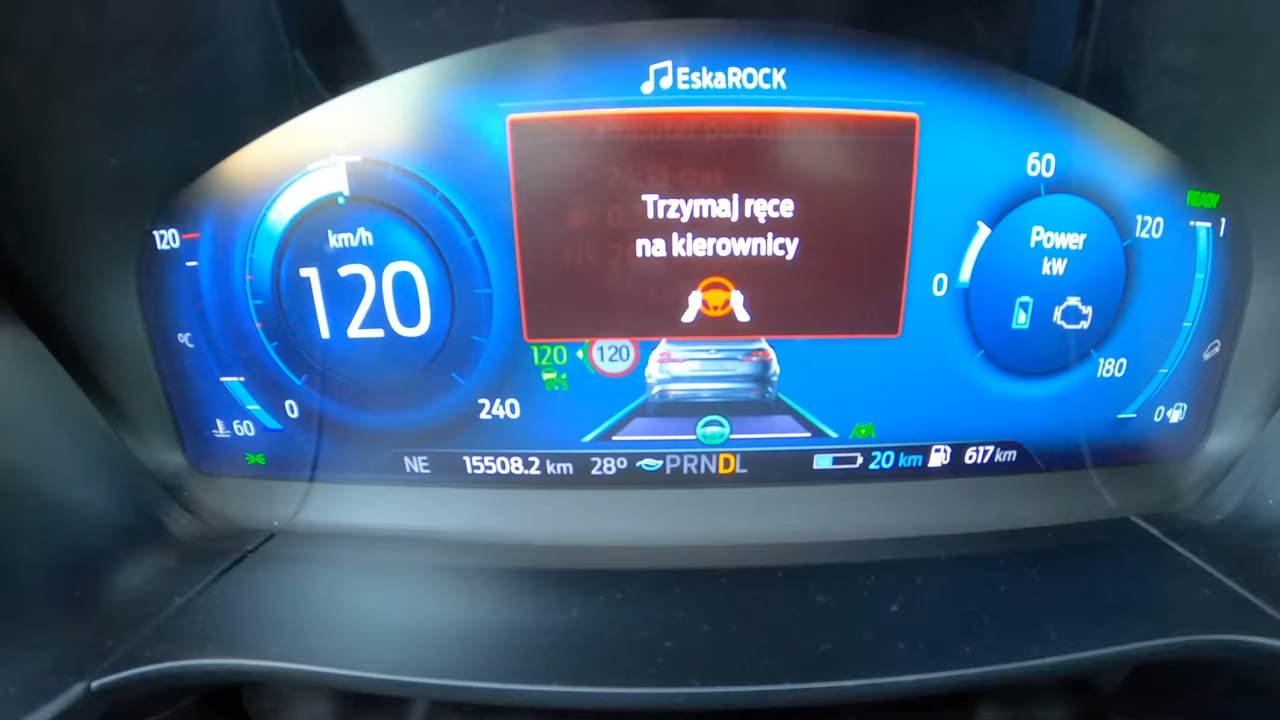 EskaROCK
Trzymaj ręce
na kierownicy
km/h
120
0
240
120
°C
60
120
120
60
0
120
180
Power
kW
READY
1
0
NE
15508.2 km
28°
PRNDL
20 km
617 km